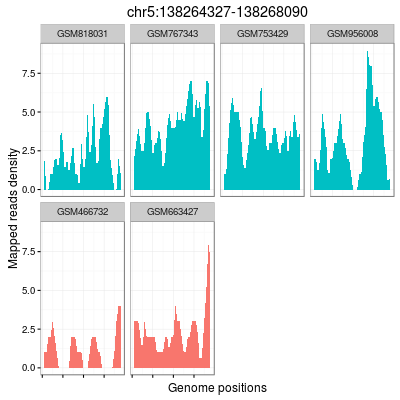 chr5:138264327-138268090
GSM818031 GSM767343 GSM753429 GSM956008
7.5
5.0
2.5
0.0
GSM466732 GSM663427
7.5
5.0
2.5
0.0
Mapped reads density
Genome positions